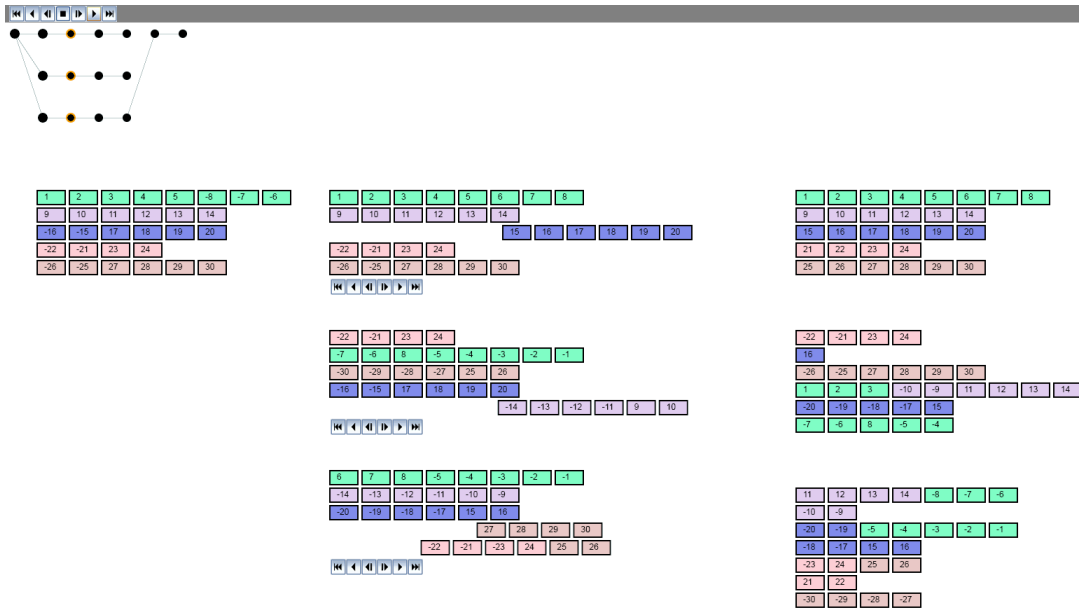 1 2 3 4 5 -8 -7 -6
9 10 11 12 13 14
-16 -15 17 18 19 20
-22 -21 23 24
-26 -25 27 28 29 30
1 2 3 4 5 6 7 8
9 10 11 12 13 14
15 16 17 18 19 20
-22 -21 23 24
-26 -25 27 28 29 30
1 2 3 4 5 6 7 8
9 10 11 12 13 14
15 16 17 18 19 20
21 22 23 24
25 26 27 28 29 30
-22 -21 23 24
-7 -6 8 -5 -4 -3 -2 -1
-30 -29 -28 -27 25 26
-16 -15 17 18 19 20
-14 -13 -12 -11 9 10
-22 -21 23 24
16
-26 -25 27 28 29 30
1 2 3 -10 -9 11 12 13 14
-20 -19 -18 -17 15
-7 -6 8 -5 -4
6 7 8 -5 -4 -3 -2 -1
-14 -13 -12 -11 -10 -9
-20 -19 -18 -17 15 16
27 28 29 30
-22 -21 -23 24 25 26
11 12 13 14 -8 -7 -6
-10 -9
-20 -19 -5 -4 -3 -2 -1
-18 -17 15 16
-23 24 25 26
21 22
-30 -29 -28 -27